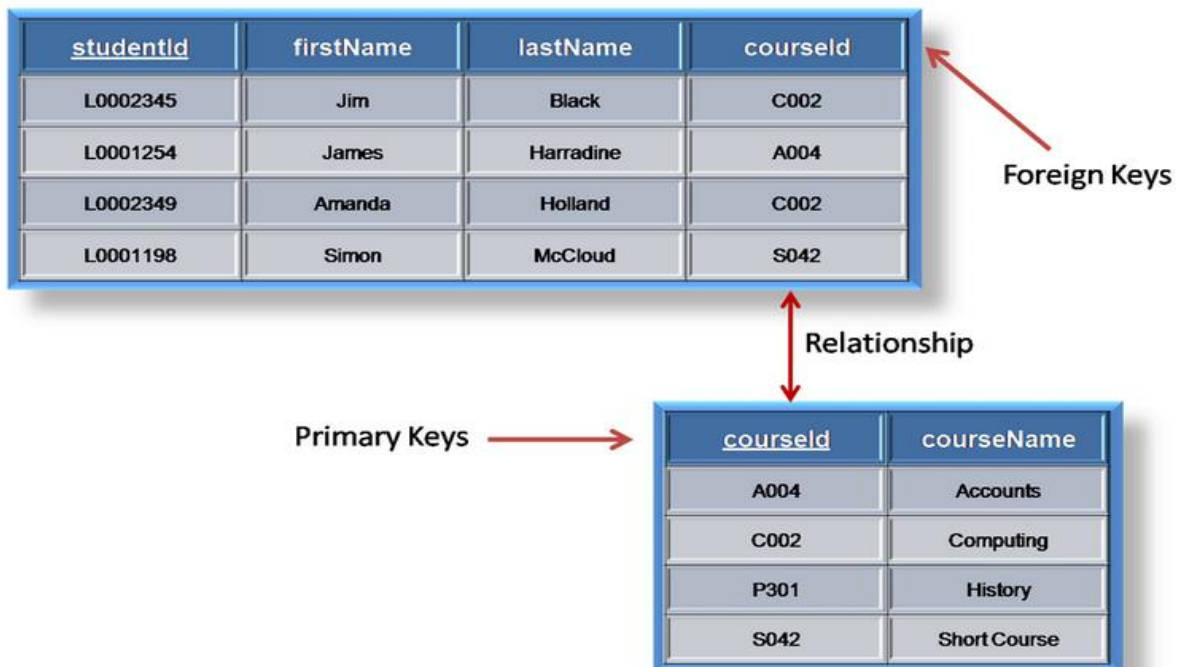 studentId firstName lastName courseId
L0002345 Jim Black C002
L0001254 James Harradine A004
Foreign Keys
L0002349 Amanda Holland C002
L0001198 Simon McCloud S042
Relationship
Primary Keys
courseId courseName
A004 Accounts
C002 Computing
P301 History
S042 Short Course